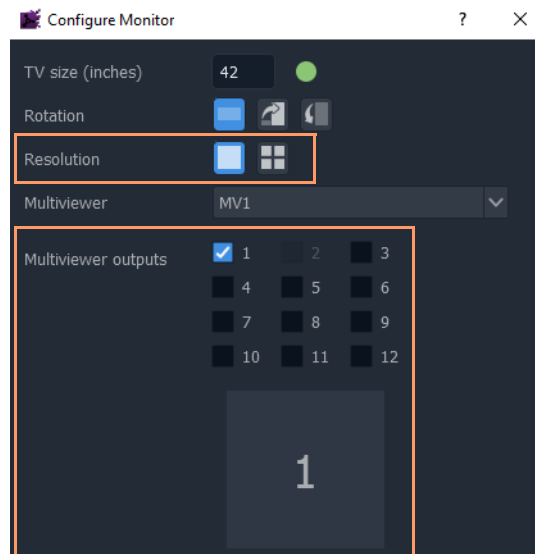 Configure Monitor ? ×
TV size (inches) 42
Rotation
Resolution
Multiviewer MV1
Multiviewer outputs 1 2 3
4 5 6
7 8 9
10 11 12
1